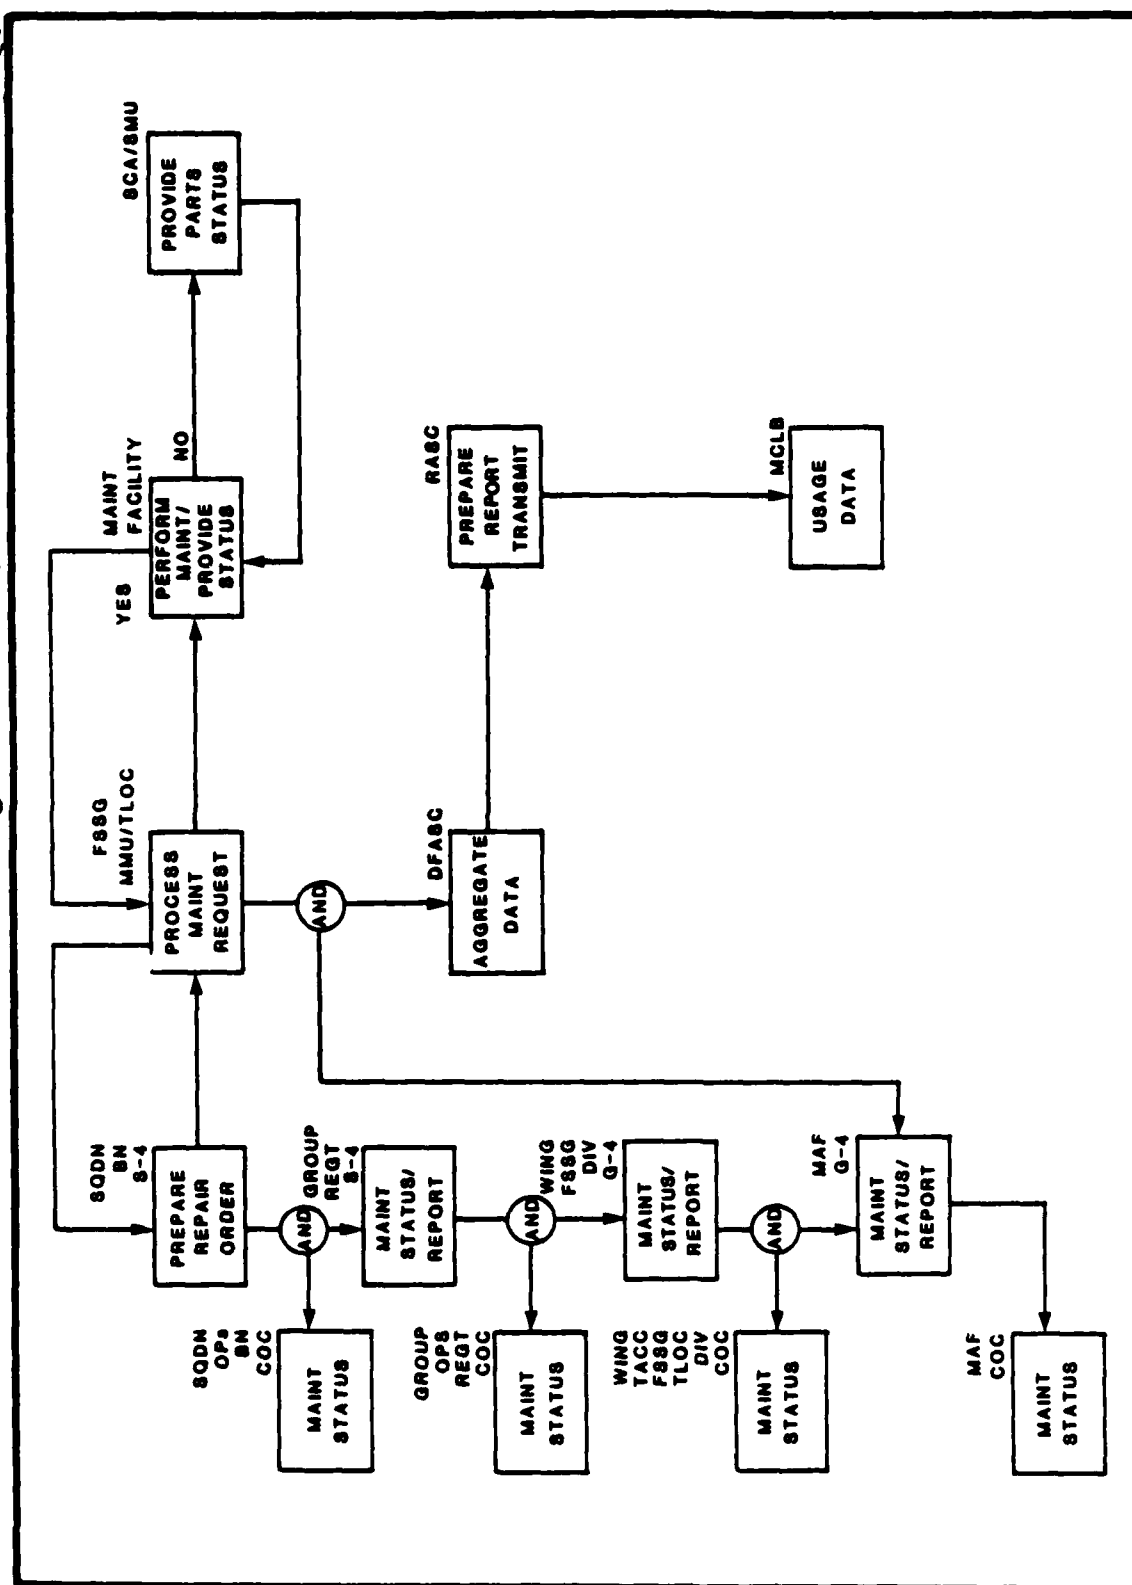 SCA/SMU
PROVIDE
PARTS
STATUS
MAINT
FACILITY
YES
NO
PERFORM
MAINT/
PROVIDE
STATUS
FSSG
MMU/TLOC
PROCESS
MAINT
REQUEST
SQDN
BN
S-4
PREPARE
REPAIR
ORDER
AND
SQDN
OPs
BN
COC
MAINT
STATUS
GROUP
REGT
S-4
MAINT
STATUS/
REPORT
AND
GROUP
OPS
REGT
COC
MAINT
STATUS
WING
FSSG
DIV
G-4
MAINT
STATUS/
REPORT
AND
WING
TACC
FSSG
TLOC
DIV
COC
MAINT
STATUS
MAF
G-4
MAINT
STATUS/
REPORT
MAF
COC
MAINT
STATUS
AND
DFASC
AGGREGATE
DATA
RASC
PREPARE
REPORT
TRANSMIT
MCLB
USAGE
DATA